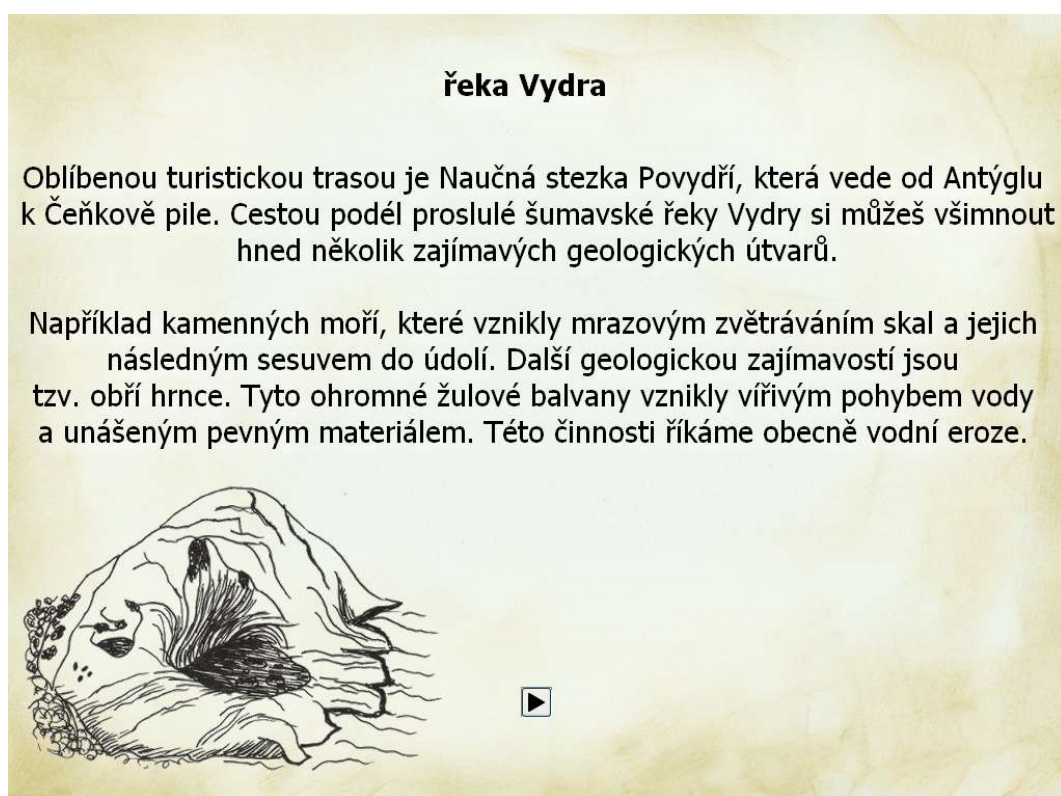 řeka Vydra
Oblíbenou turistickou trasou je Naučná stezka Povydří, která vede od Antýglu
k Čeňkově pile. Cestou podél proslulé šumavské řeky Vydry si můžeš všimnout
hned několik zajímavých geologických útvarů.
Například kamenných moří, které vznikly mrazovým zvětráváním skal a jejich
následným sesuvem do údolí. Další geologickou zajímavostí jsou
tzv. obří hrnce. Tyto ohromné žulové balvany vznikly vířivým pohybem vody
a unášeným pevným materiálem. Této činnosti říkáme obecně vodní eroze.